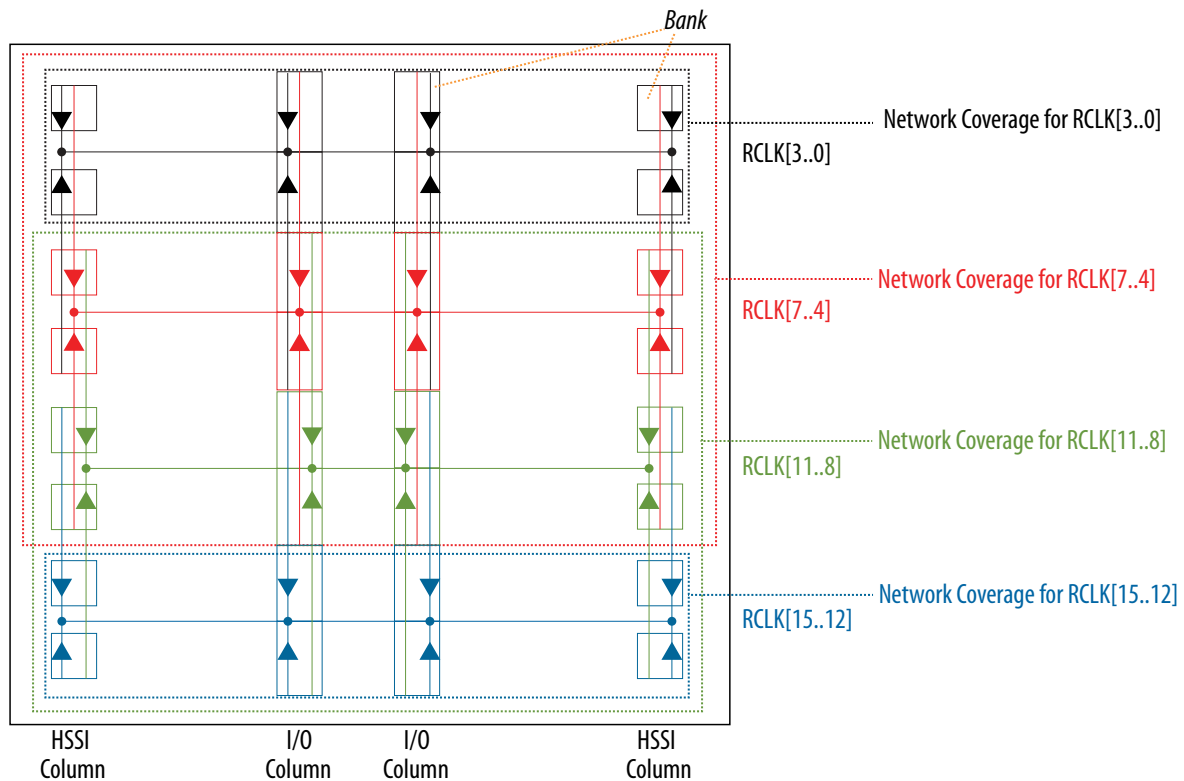 Bank
Network Coverage for RCLK[3..0]
RCLK[3..0]
Network Coverage for RCLK[7..4]
RCLK[7..4]
Network Coverage for RCLK[11..8]
RCLK[11..8]
Network Coverage for RCLK[15..12]
RCLK[15..12]
HSSI
Column
I/O
Column
I/O
Column
HSSI
Column